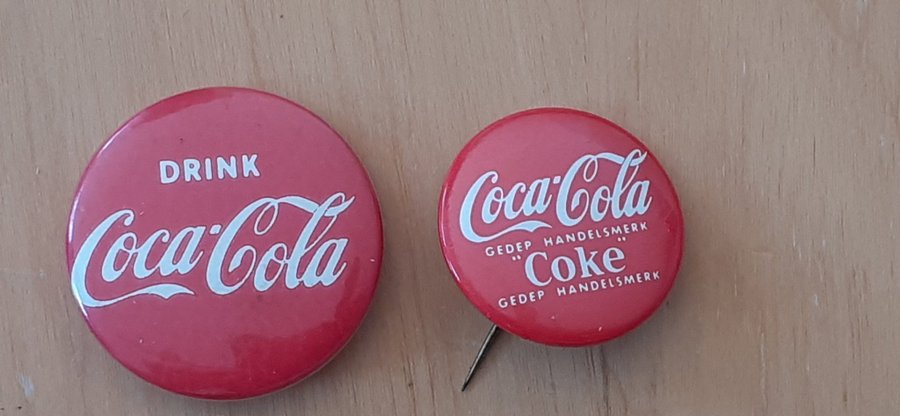 DRINK
Coca-Cola
Coca-Cola
GEDEP HANDELSMERK
"Coke"
GEDEP HANDELSMERK